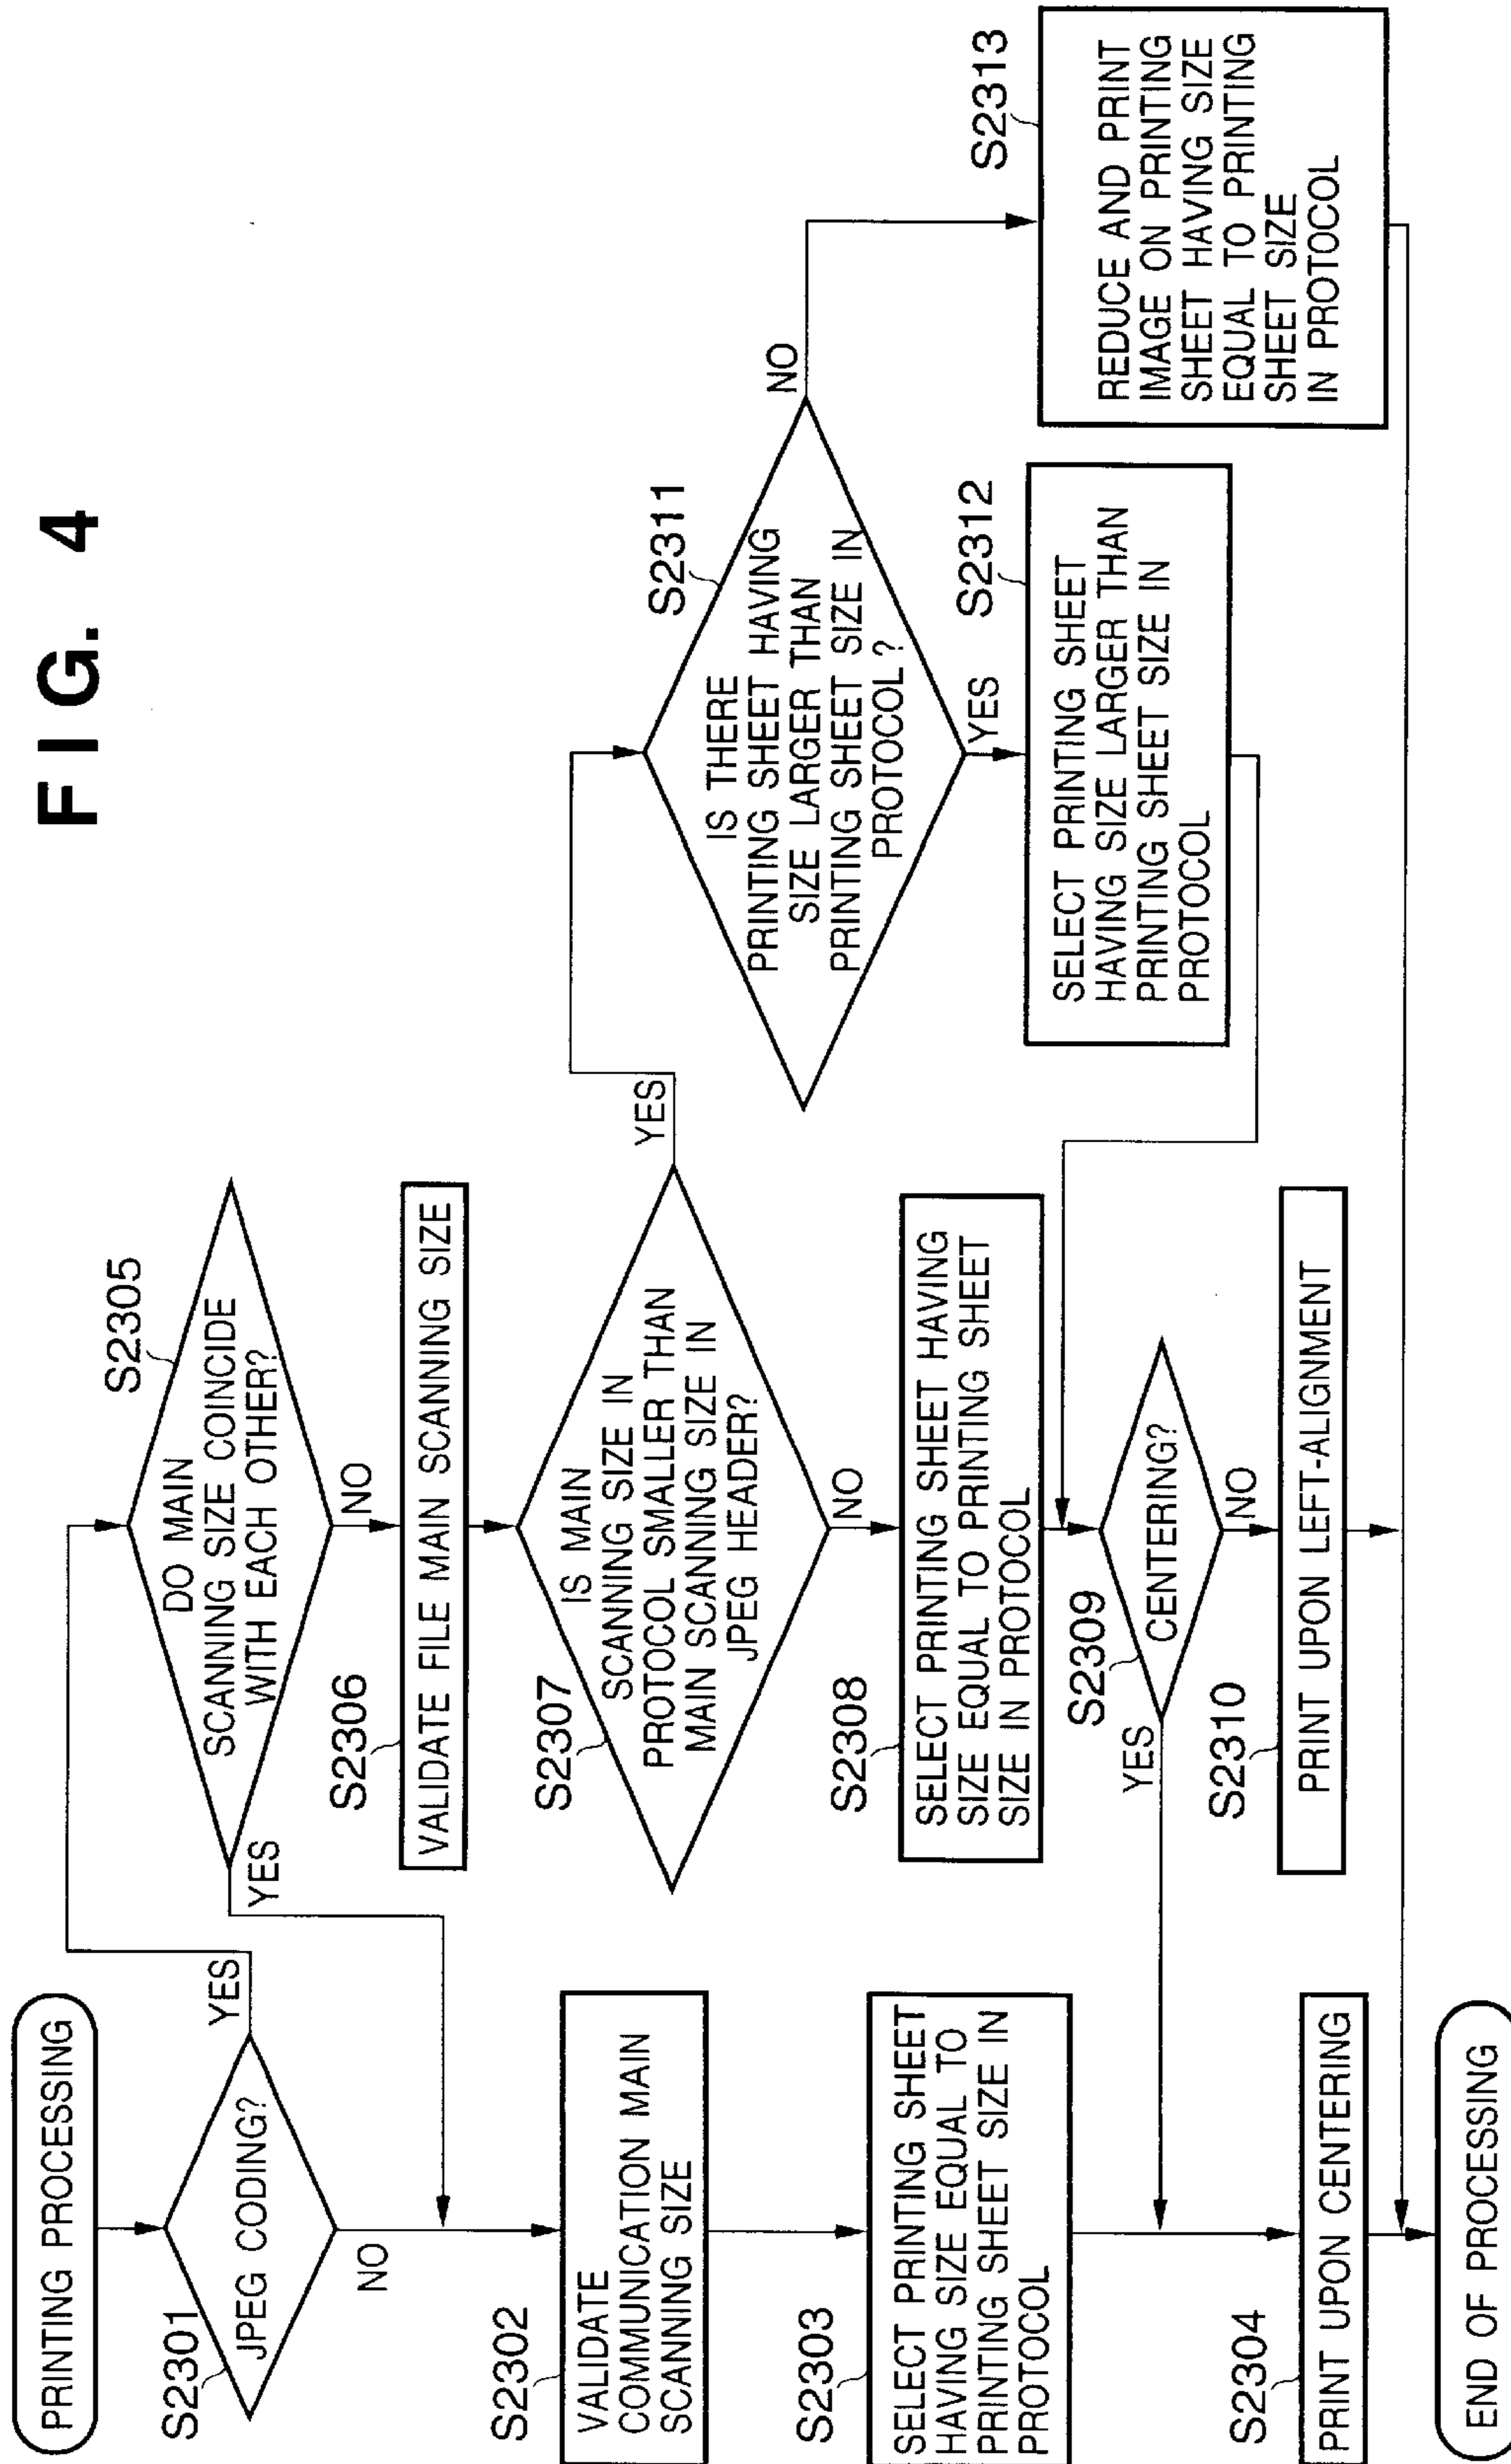 FIG. 4
PRINTING PROCESSING
S2301
JPEG CODING?
YES
NO
S2302
VALIDATE
COMMUNICATION MAIN
SCANNING SIZE
S2303
SELECT PRINTING SHEET
HAVING SIZE EQUAL TO
PRINTING SHEET SIZE IN
PROTOCOL
S2304
PRINT UPON CENTERING
END OF PROCESSING
S2305
DO MAIN
SCANNING SIZE COINCIDE
WITH EACH OTHER?
YES
NO
S2306
VALIDATE FILE MAIN SCANNING SIZE
S2307
IS MAIN
SCANNING SIZE IN
PROTOCOL SMALLER THAN
MAIN SCANNING SIZE IN
JPEG HEADER?
YES
NO
S2308
SELECT PRINTING SHEET HAVING
SIZE EQUAL TO PRINTING SHEET
SIZE IN PROTOCOL
S2309
CENTERING?
YES
NO
S2310
PRINT UPON LEFT-ALIGNMENT
S2311
IS THERE
PRINTING SHEET HAVING
SIZE LARGER THAN
PRINTING SHEET SIZE IN
PROTOCOL?
NO
YES
S2312
SELECT PRINTING SHEET
HAVING SIZE LARGER THAN
PRINTING SHEET SIZE IN
PROTOCOL
S2313
REDUCE AND PRINT
IMAGE ON PRINTING
SHEET HAVING SIZE
EQUAL TO PRINTING
SHEET SIZE
IN PROTOCOL